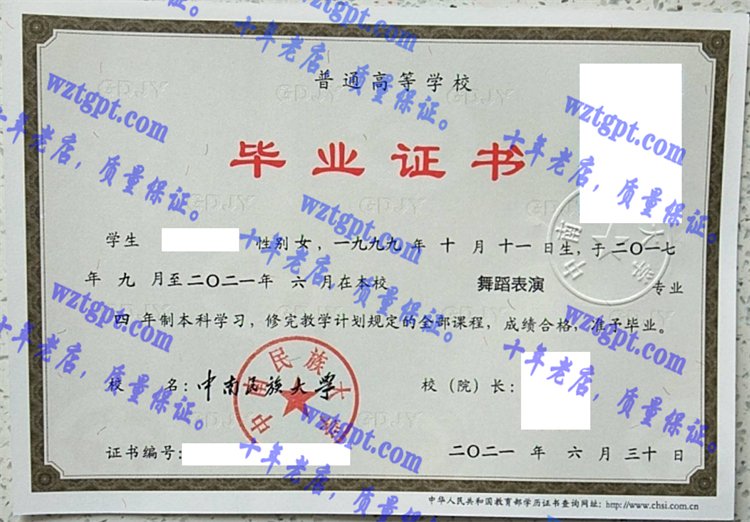 普通高等学校
毕业证书
学生 性别 女，一九九九 年 十 月 十一 日生，于二〇一七
年 九 月至二〇二一年 六 月在本校 舞蹈表演 专业
四 年制本科学习，修完教学计划规定的全部课程，成绩合格，准予毕业。
校 名：中南民族大学
校（院）长：
中南民族大学
证书编号：
二〇二一 年 六 月 三十 日
中华人民共和国教育部学历证书查询网址：http://www.chsi.com.cn
wztgpt.com
十年老店，质量保证。